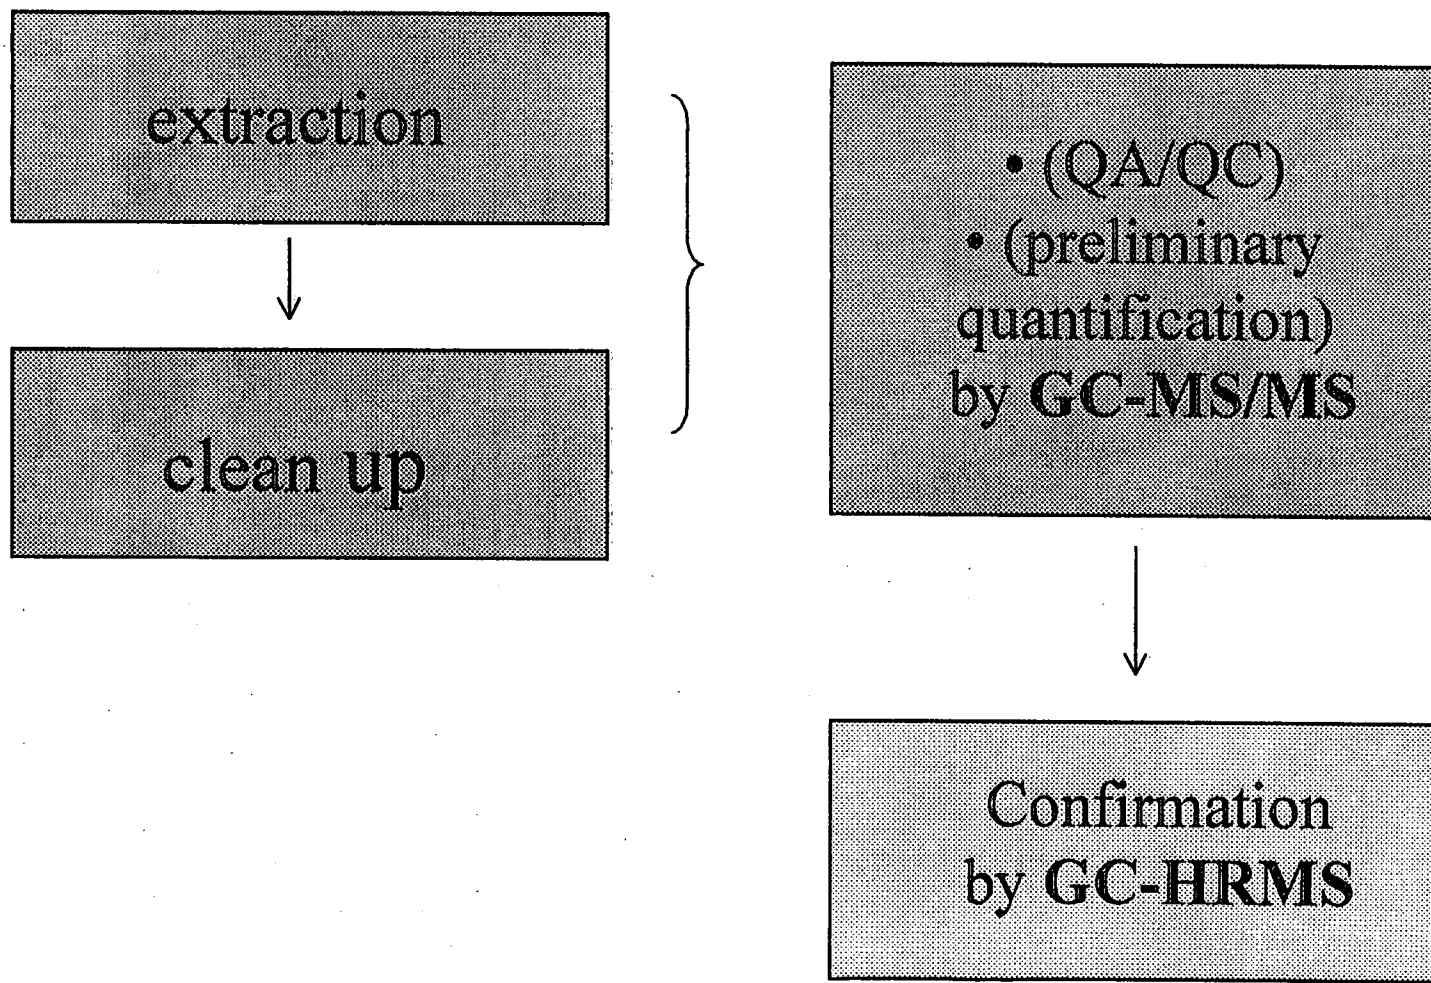 extraction
clean up
• (QA/QC)
• (preliminary
quantification)
by GC-MS/MS
Confirmation
by GC-HRMS